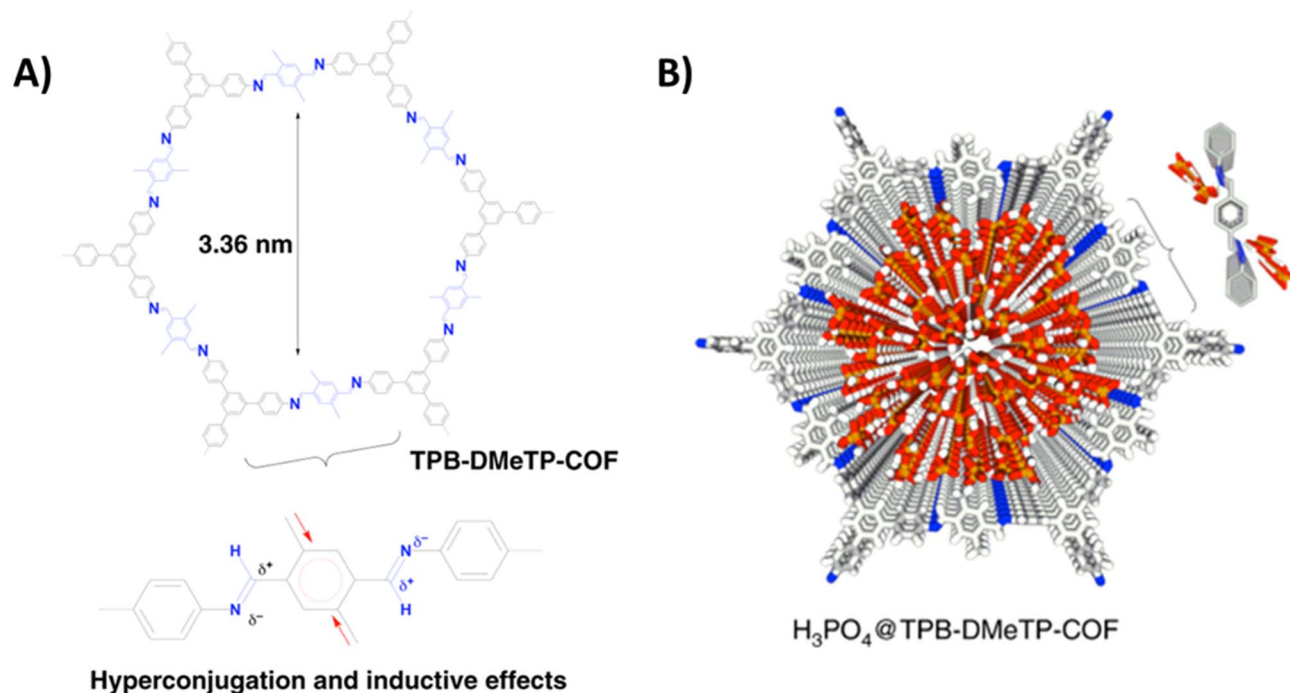 A)
N
N
N
N
N
N
N
N
N
N
N
N
3.36 nm
TPB-DMeTP-COF
H
δ+
N
δ−
N
δ−
δ+
H
Hyperconjugation and inductive effects
B)
H₃PO₄@TPB-DMeTP-COF